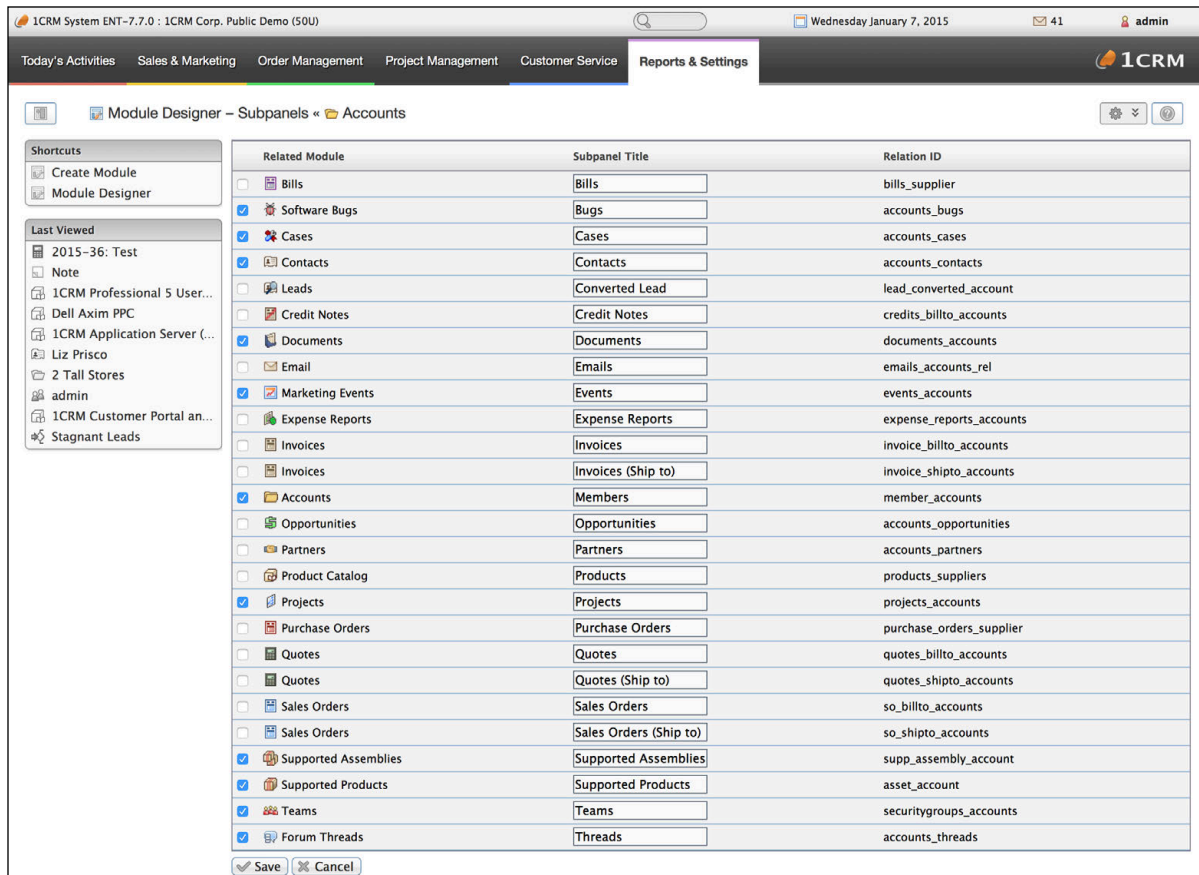 1CRM System ENT-7.7.0 : 1CRM Corp. Public Demo (50U) Wednesday January 7, 2015 41 admin
Today's Activities Sales & Marketing Order Management Project Management Customer Service Reports & Settings 1CRM
Module Designer – Subpanels « Accounts
Shortcuts
Create Module
Module Designer
Last Viewed
2015-36: Test
Note
1CRM Professional 5 User...
Dell Axim PPC
1CRM Application Server (...
Liz Prisco
2 Tall Stores
admin
1CRM Customer Portal an...
Stagnant Leads
Related Module Subpanel Title Relation ID
Bills Bills bills_supplier
Software Bugs Bugs accounts_bugs
Cases Cases accounts_cases
Contacts Contacts accounts_contacts
Leads Converted Lead lead_converted_account
Credit Notes Credit Notes credits_billto_accounts
Documents Documents documents_accounts
Email Emails emails_accounts_rel
Marketing Events Events events_accounts
Expense Reports Expense Reports expense_reports_accounts
Invoices Invoices invoice_billto_accounts
Invoices Invoices (Ship to) invoice_shipto_accounts
Accounts Members member_accounts
Opportunities Opportunities accounts_opportunities
Partners Partners accounts_partners
Product Catalog Products products_suppliers
Projects Projects projects_accounts
Purchase Orders Purchase Orders purchase_orders_supplier
Quotes Quotes quotes_billto_accounts
Quotes Quotes (Ship to) quotes_shipto_accounts
Sales Orders Sales Orders so_billto_accounts
Sales Orders Sales Orders (Ship to) so_shipto_accounts
Supported Assemblies Supported Assemblies supp_assembly_account
Supported Products Supported Products asset_account
Teams Teams securitygroups_accounts
Forum Threads Threads accounts_threads
Save Cancel